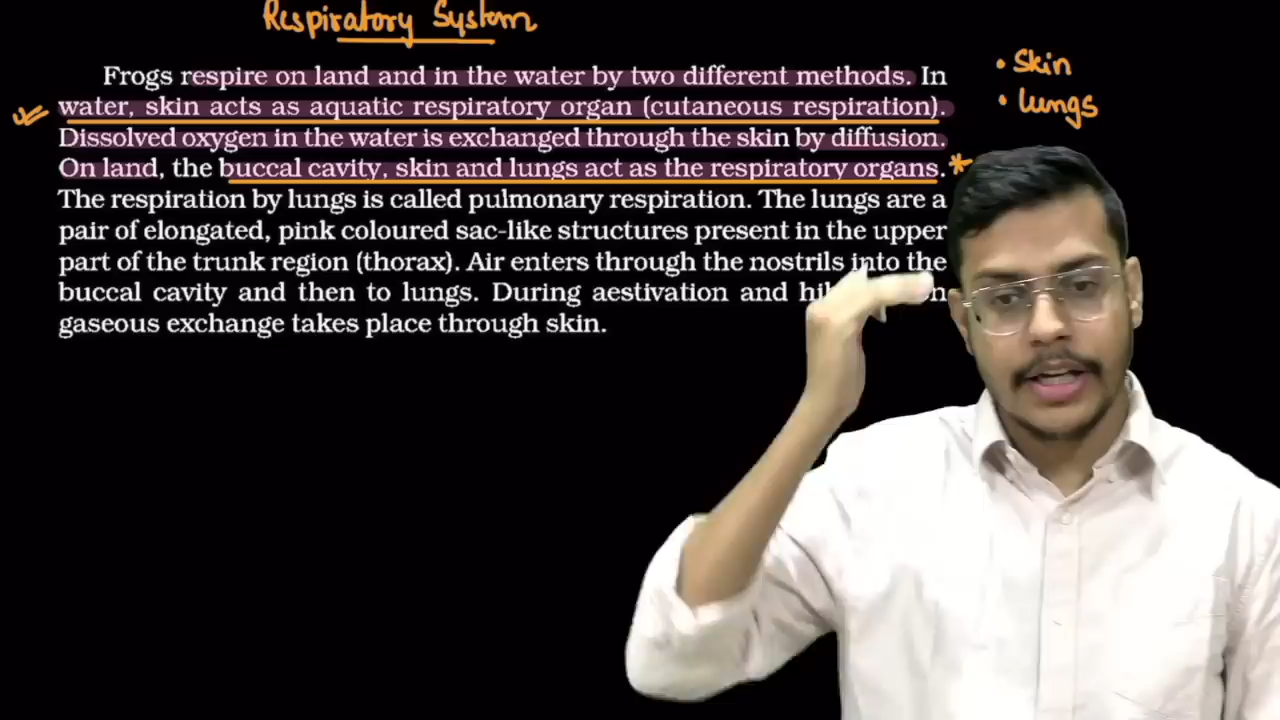 Respiratory System
Frogs respire on land and in the water by two different methods. In
water, skin acts as aquatic respiratory organ (cutaneous respiration).
Dissolved oxygen in the water is exchanged through the skin by diffusion.
On land, the buccal cavity, skin and lungs act as the respiratory organs.
The respiration by lungs is called pulmonary respiration. The lungs are a
pair of elongated, pink coloured sac-like structures present in the upper
part of the trunk region (thorax). Air enters through the nostrils into the
buccal cavity and then to lungs. During aestivation and
gaseous exchange takes place through skin.
• Skin
• lungs